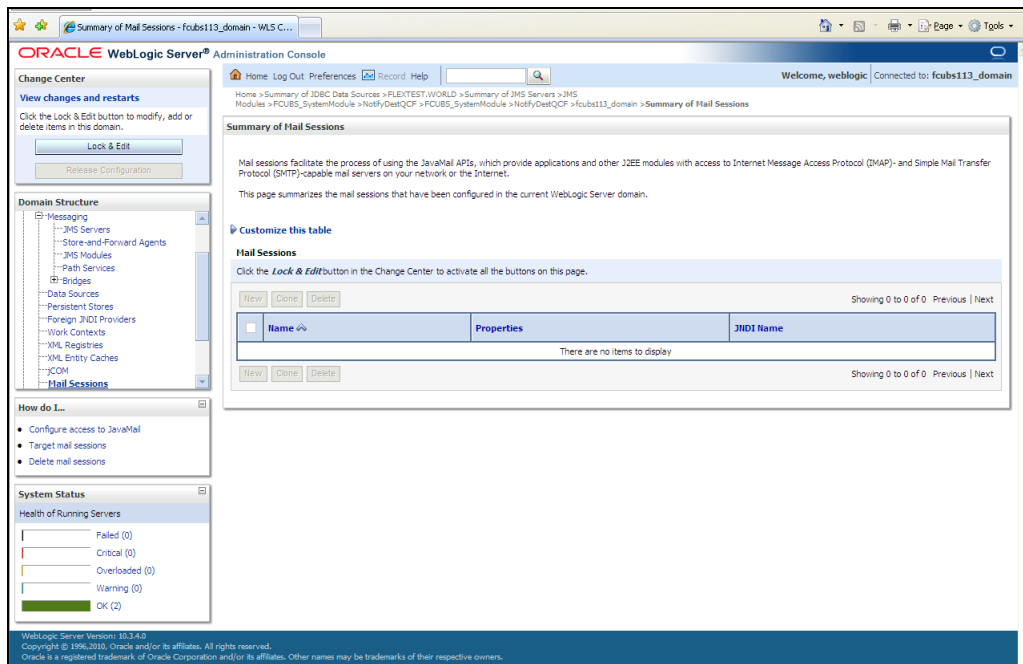 Summary of Mail Sessions - fcubs113_domain - WLS C...
Page
Tools
ORACLE WebLogic Server® Administration Console
Change Center
View changes and restarts
Click the Lock & Edit button to modify, add or
delete items in this domain.
Lock & Edit
Release Configuration
Domain Structure
Messaging
JMS Servers
Store-and-Forward Agents
JMS Modules
Path Services
Bridges
Data Sources
Persistent Stores
Foreign JNDI Providers
Work Contexts
XML Registries
XML Entity Caches
jCOM
Mail Sessions
How do I...
Configure access to JavaMail
Target mail sessions
Delete mail sessions
System Status
Health of Running Servers
Failed (0)
Critical (0)
Overloaded (0)
Warning (0)
OK (2)
Home Log Out Preferences Record Help
Welcome, weblogic Connected to: fcubs113_domain
Home >Summary of JDBC Data Sources >FLEXTEST.WORLD >Summary of JMS Servers >JMS
Modules >FCUBS_SystemModule >NotifyDestQCF >FCUBS_SystemModule >NotifyDestQCF >fcubs113_domain >Summary of Mail Sessions
Summary of Mail Sessions
Mail sessions facilitate the process of using the JavaMail APIs, which provide applications and other J2EE modules with access to Internet Message Access Protocol (IMAP)- and Simple Mail Transfer
Protocol (SMTP)-capable mail servers on your network or the Internet.
This page summarizes the mail sessions that have been configured in the current WebLogic Server domain.
Customize this table
Mail Sessions
Click the Lock & Edit button in the Change Center to activate all the buttons on this page.
New Clone Delete Showing 0 to 0 of 0 Previous | Next
Name Properties JNDI Name
There are no items to display
New Clone Delete Showing 0 to 0 of 0 Previous | Next
WebLogic Server Version: 10.3.4.0
Copyright © 1996,2010, Oracle and/or its affiliates. All rights reserved.
Oracle is a registered trademark of Oracle Corporation and/or its affiliates. Other names may be trademarks of their respective owners.